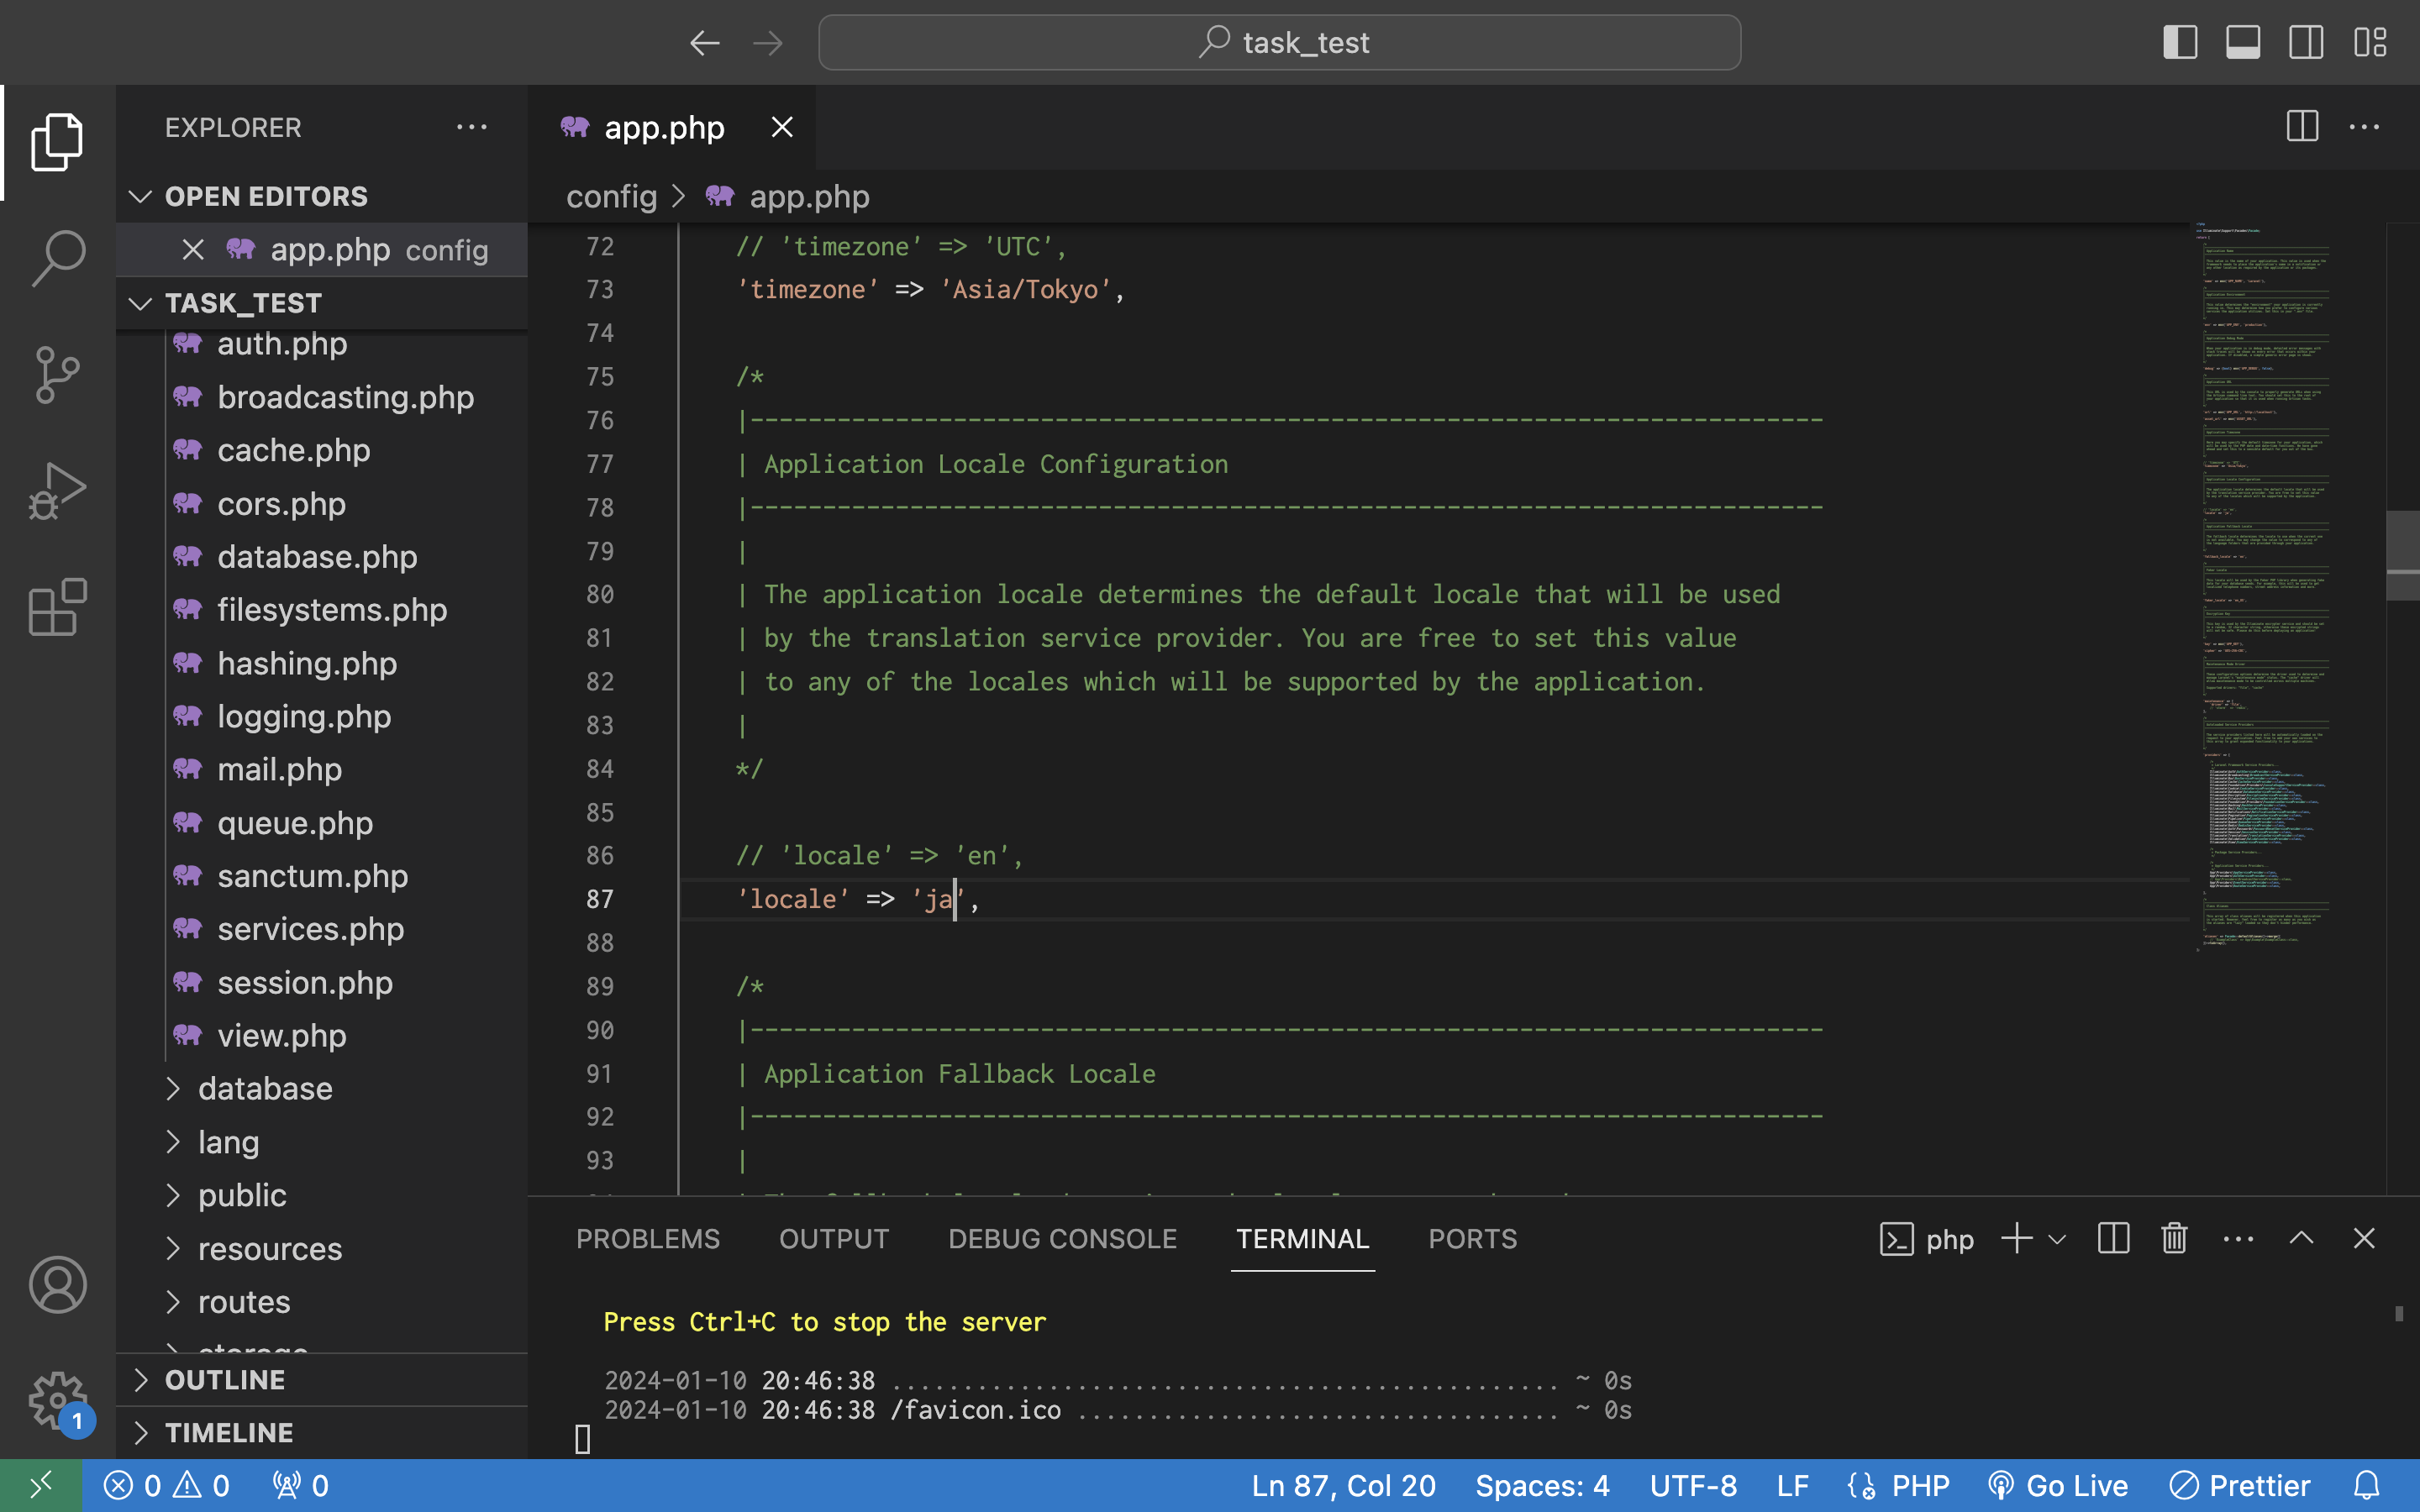 task_test
EXPLORER
OPEN EDITORS
app.php config
TASK_TEST
auth.php
broadcasting.php
cache.php
cors.php
database.php
filesystems.php
hashing.php
logging.php
mail.php
queue.php
sanctum.php
services.php
session.php
view.php
database
lang
public
resources
routes
storage
OUTLINE
TIMELINE
app.php
config > app.php
72 // 'timezone' => 'UTC',
73 'timezone' => 'Asia/Tokyo',
74
75 /*
76 |--------------------------------------------------------------------------
77 | Application Locale Configuration
78 |--------------------------------------------------------------------------
79 |
80 | The application locale determines the default locale that will be used
81 | by the translation service provider. You are free to set this value
82 | to any of the locales which will be supported by the application.
83 |
84 */
85
86 // 'locale' => 'en',
87 'locale' => 'ja',
88
89 /*
90 |--------------------------------------------------------------------------
91 | Application Fallback Locale
92 |--------------------------------------------------------------------------
93 |
PROBLEMS OUTPUT DEBUG CONSOLE TERMINAL PORTS php
Press Ctrl+C to stop the server
2024-01-10 20:46:38 ............................................... ~ 0s
2024-01-10 20:46:38 /favicon.ico .................................. ~ 0s
1
0 0 0 Ln 87, Col 20 Spaces: 4 UTF-8 LF PHP Go Live Prettier